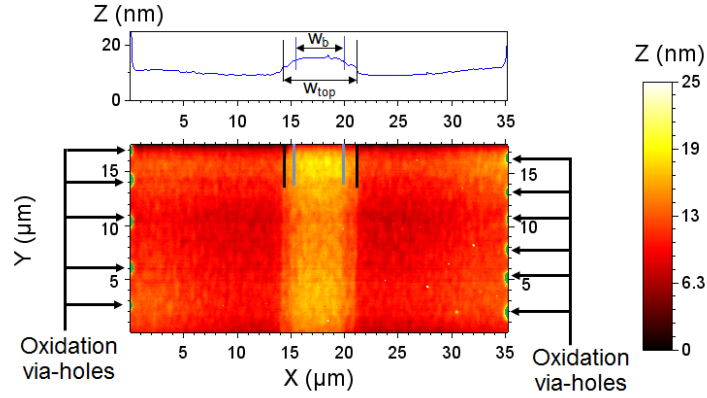 Z (nm)
20
0
w_b
w_top
0 5 10 15 20 25 30 35
15
10
5
15
10
5
Y (µm)
5 10 15 20 25 30 35
X (µm)
Oxidation
via-holes
Oxidation
via-holes
Z (nm)
25
18
13
6.3
0